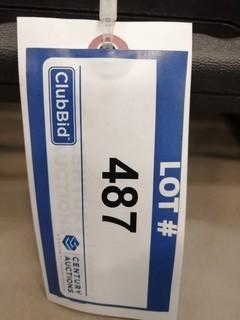 LOT #
487
ClubBid
CENTURY
AUCTIONS